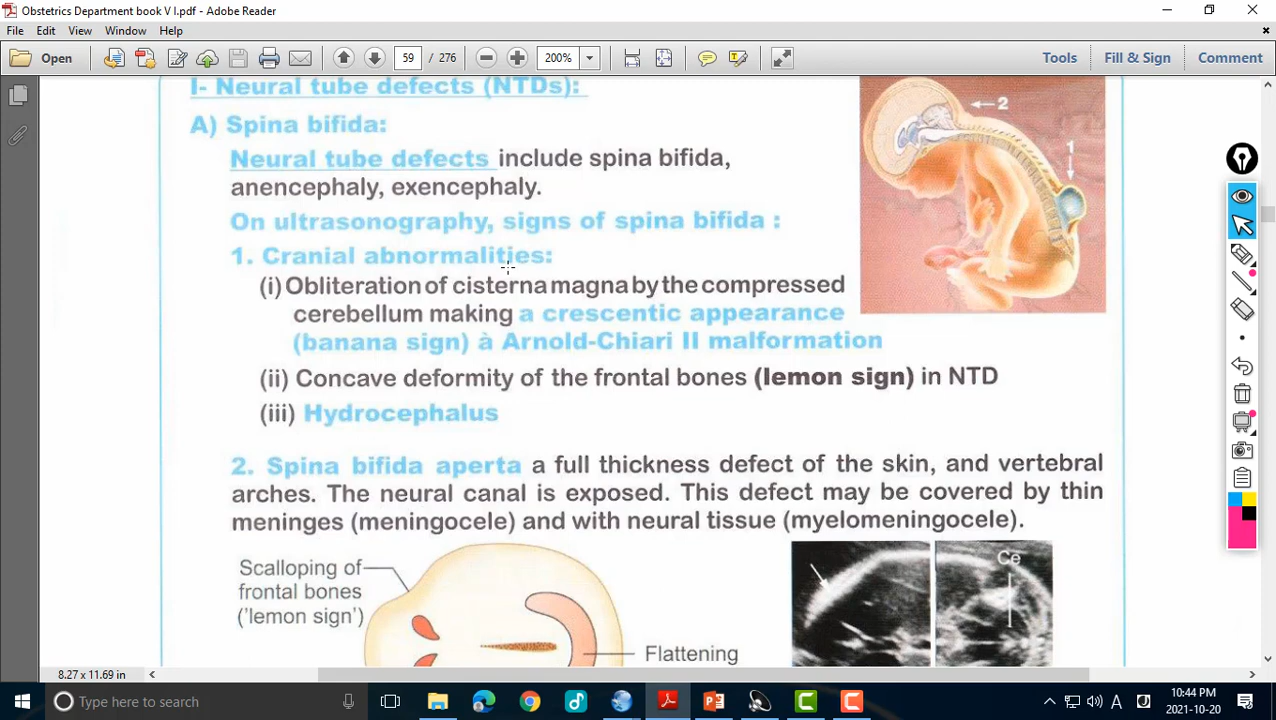 Obstetrics Department book V I.pdf - Adobe Reader
File Edit View Window Help
Open 59 / 276 200% Tools Fill & Sign Comment
I- Neural tube defects (NTDs):
A) Spina bifida:
Neural tube defects include spina bifida,
anencephaly, exencephaly.
On ultrasonography, signs of spina bifida :
1. Cranial abnormalities:
(i) Obliteration of cisterna magna by the compressed
cerebellum making a crescentic appearance
(banana sign) à Arnold-Chiari II malformation
(ii) Concave deformity of the frontal bones (lemon sign) in NTD
(iii) Hydrocephalus
2. Spina bifida aperta a full thickness defect of the skin, and vertebral
arches. The neural canal is exposed. This defect may be covered by thin
meninges (meningocele) and with neural tissue (myelomeningocele).
2
1
Scalloping of
frontal bones
('lemon sign')
Flattening
Ce
8.27 x 11.69 in
Type here to search
A
10:44 PM
2021-10-20